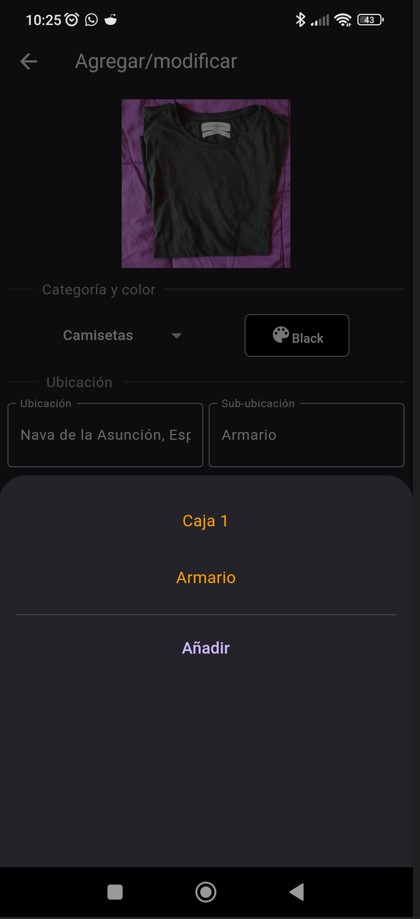 10:25
43
Agregar/modificar
Categoría y color
Camisetas
Black
Ubicación
Ubicación
Sub-ubicación
Nava de la Asunción, Esp
Armario
Caja 1
Armario
Añadir